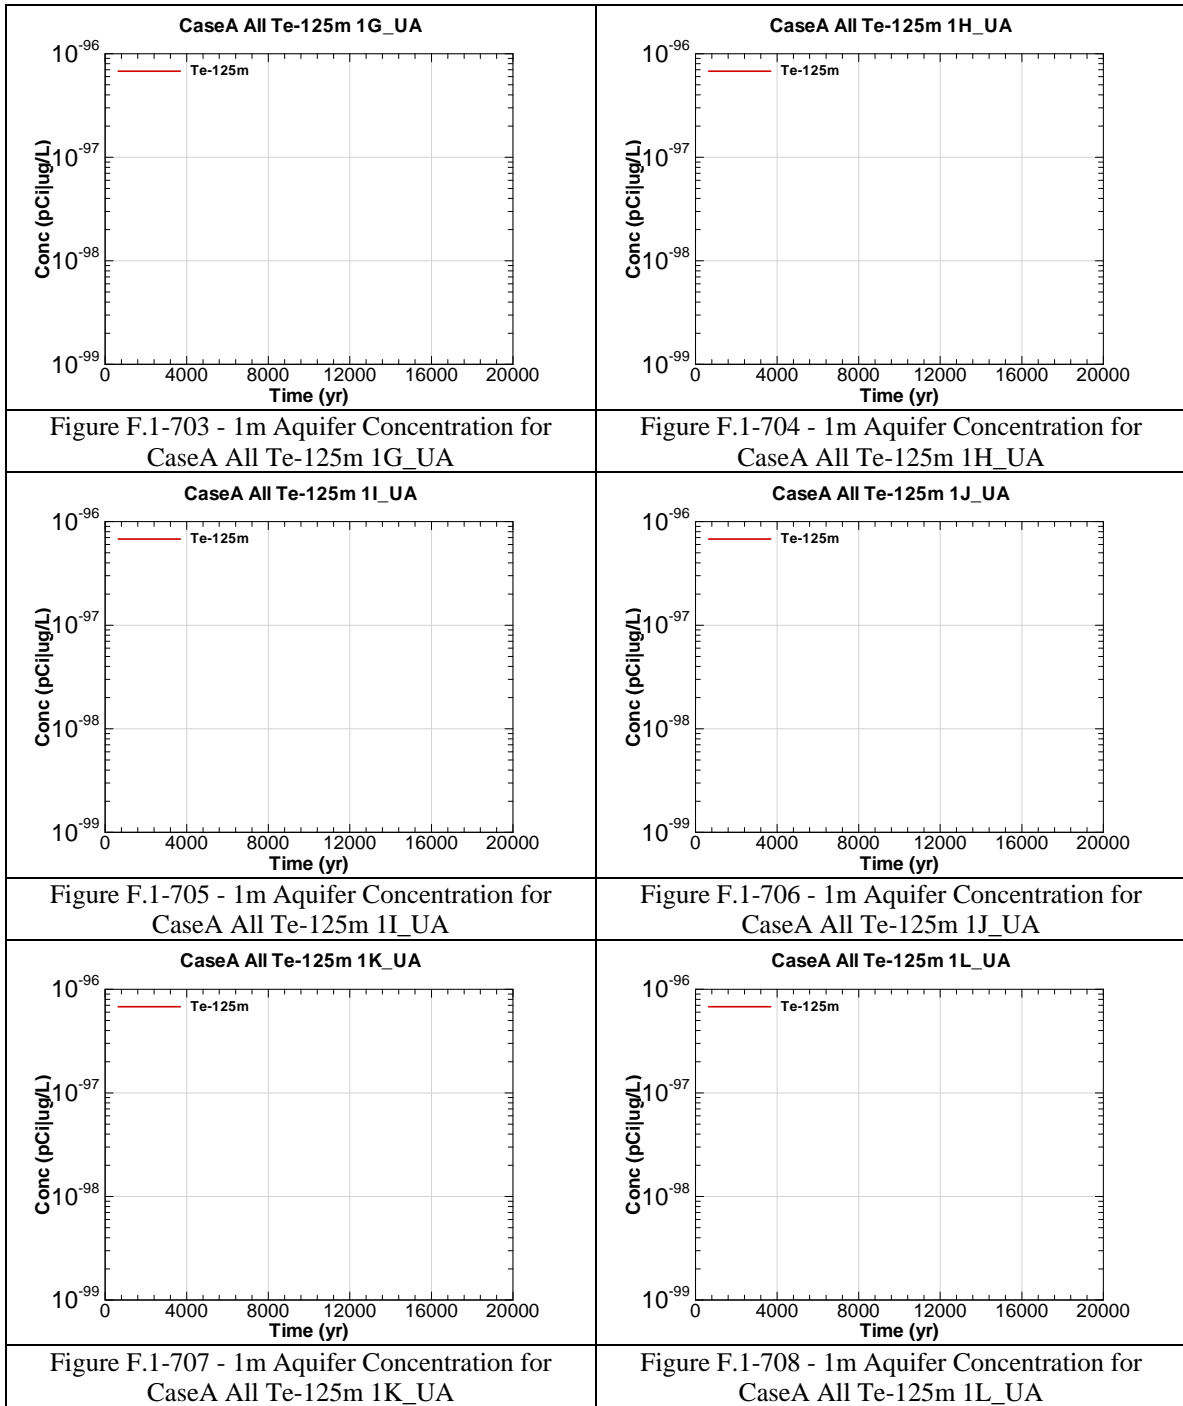 CaseA All Te-125m 1G_UA
10-96
Te-125m
10-97
Conc (pCi|ug/L)
10-98
10-99
0 4000 8000 12000 16000 20000
Time (yr)
Figure F.1-703 - 1m Aquifer Concentration for
CaseA All Te-125m 1G_UA
CaseA All Te-125m 1H_UA
10-96
Te-125m
10-97
Conc (pCi|ug/L)
10-98
10-99
0 4000 8000 12000 16000 20000
Time (yr)
Figure F.1-704 - 1m Aquifer Concentration for
CaseA All Te-125m 1H_UA
CaseA All Te-125m 1I_UA
10-96
Te-125m
10-97
Conc (pCi|ug/L)
10-98
10-99
0 4000 8000 12000 16000 20000
Time (yr)
Figure F.1-705 - 1m Aquifer Concentration for
CaseA All Te-125m 1I_UA
CaseA All Te-125m 1J_UA
10-96
Te-125m
10-97
Conc (pCi|ug/L)
10-98
10-99
0 4000 8000 12000 16000 20000
Time (yr)
Figure F.1-706 - 1m Aquifer Concentration for
CaseA All Te-125m 1J_UA
CaseA All Te-125m 1K_UA
10-96
Te-125m
10-97
Conc (pCi|ug/L)
10-98
10-99
0 4000 8000 12000 16000 20000
Time (yr)
Figure F.1-707 - 1m Aquifer Concentration for
CaseA All Te-125m 1K_UA
CaseA All Te-125m 1L_UA
10-96
Te-125m
10-97
Conc (pCi|ug/L)
10-98
10-99
0 4000 8000 12000 16000 20000
Time (yr)
Figure F.1-708 - 1m Aquifer Concentration for
CaseA All Te-125m 1L_UA